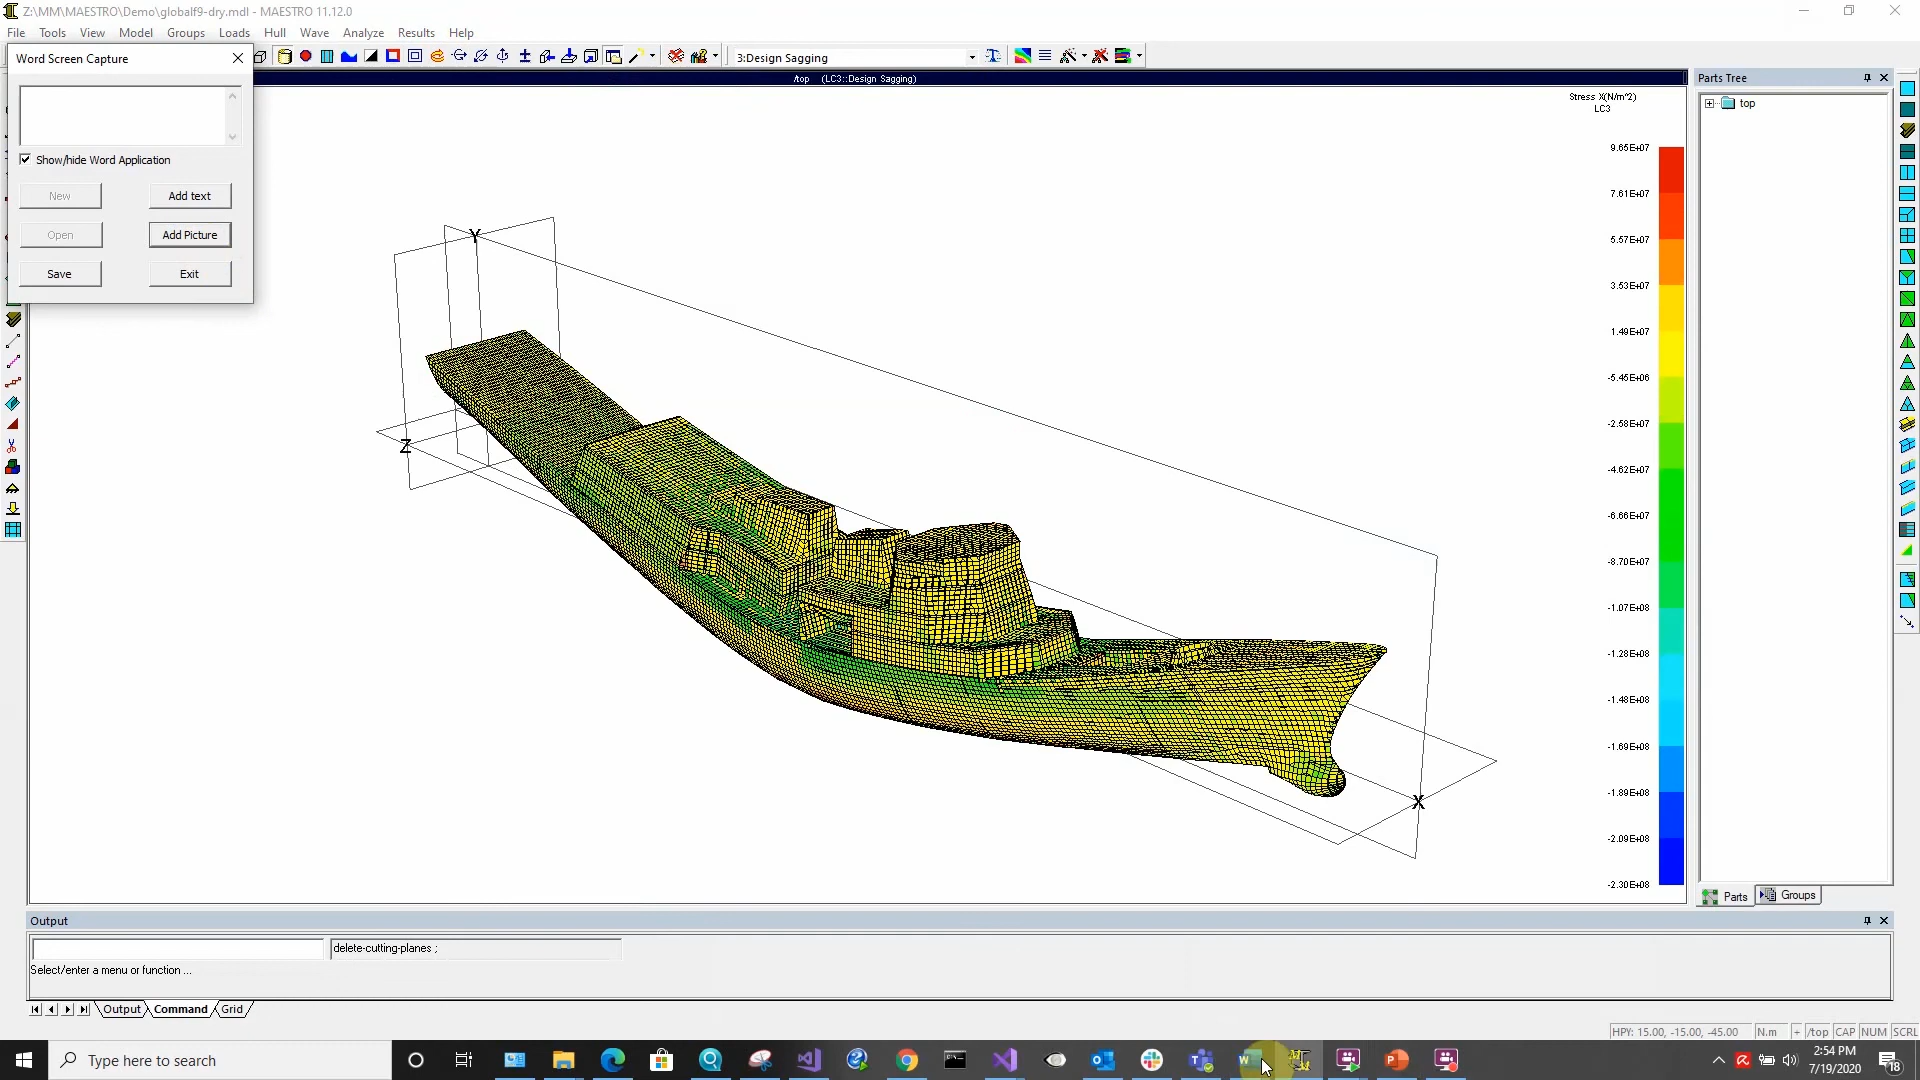 Z:\MM\MAESTRO\Demo\globalf9-dry.mdl - MAESTRO 11.12.0
File Tools View Model Groups Loads Hull Wave Analyze Results Help
Word Screen Capture
3:Design Sagging
/top (LC3::Design Sagging)
Parts Tree
top
Show/hide Word Application
New Add text
Open Add Picture
Save Exit
Stress X(N/m^2)
LC3
9.65E+07
7.61E+07
5.57E+07
3.53E+07
1.49E+07
-5.45E+06
-2.58E+07
-4.62E+07
-6.66E+07
-8.70E+07
-1.07E+08
-1.28E+08
-1.48E+08
-1.69E+08
-1.89E+08
-2.09E+08
-2.30E+08
Y
Z
X
Parts Groups
Output
delete-cutting-planes ;
Select/enter a menu or function ...
Output Command Grid
HPY: 15.00, -15.00, -45.00 N.m + /top CAP NUM SCRL
Type here to search
2:54 PM
7/19/2020
18